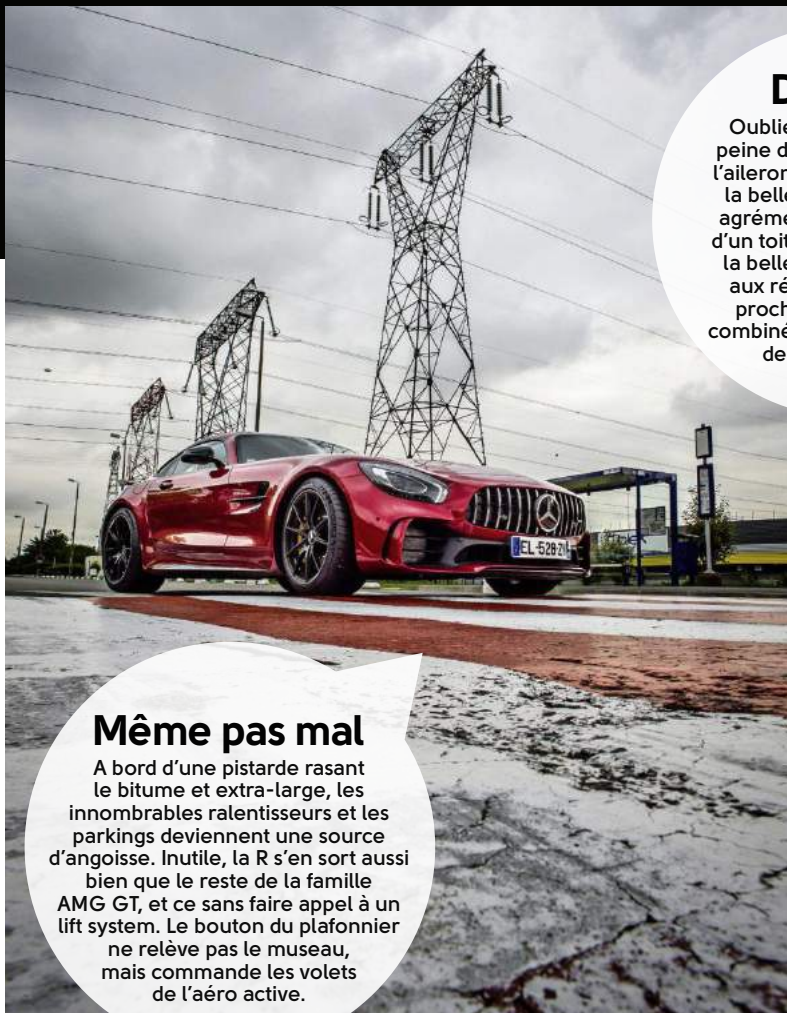 Oublie
peine d
l'aileron
la belle
agréme
d'un toit
la belle
aux ré
proch
combiné
de
EL-528-Z
Même pas mal
A bord d'une pistarde rasant
le bitume et extra-large, les
innombrables ralentisseurs et les
parkings deviennent une source
d'angoisse. Inutile, la R s'en sort aussi
bien que le reste de la famille
AMG GT, et ce sans faire appel à un
lift system. Le bouton du plafonnier
ne relève pas le museau,
mais commande les volets
de l'aéro active.